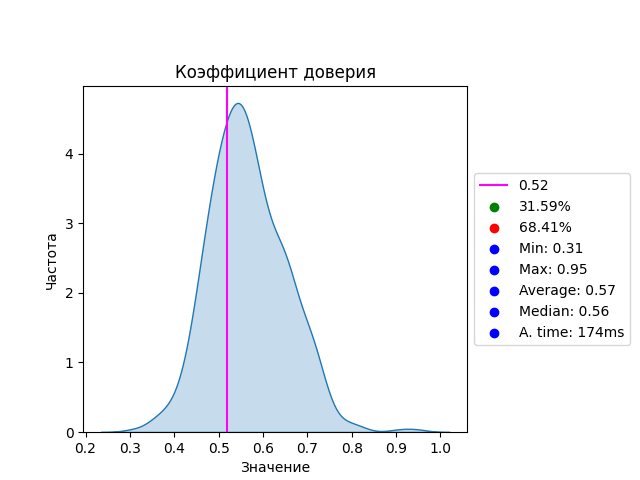 Коэффициент доверия
Частота
4
3
2
1
0
0.2 0.3 0.4 0.5 0.6 0.7 0.8 0.9 1.0
Значение
0.52
31.59%
68.41%
Min: 0.31
Max: 0.95
Average: 0.57
Median: 0.56
A. time: 174ms